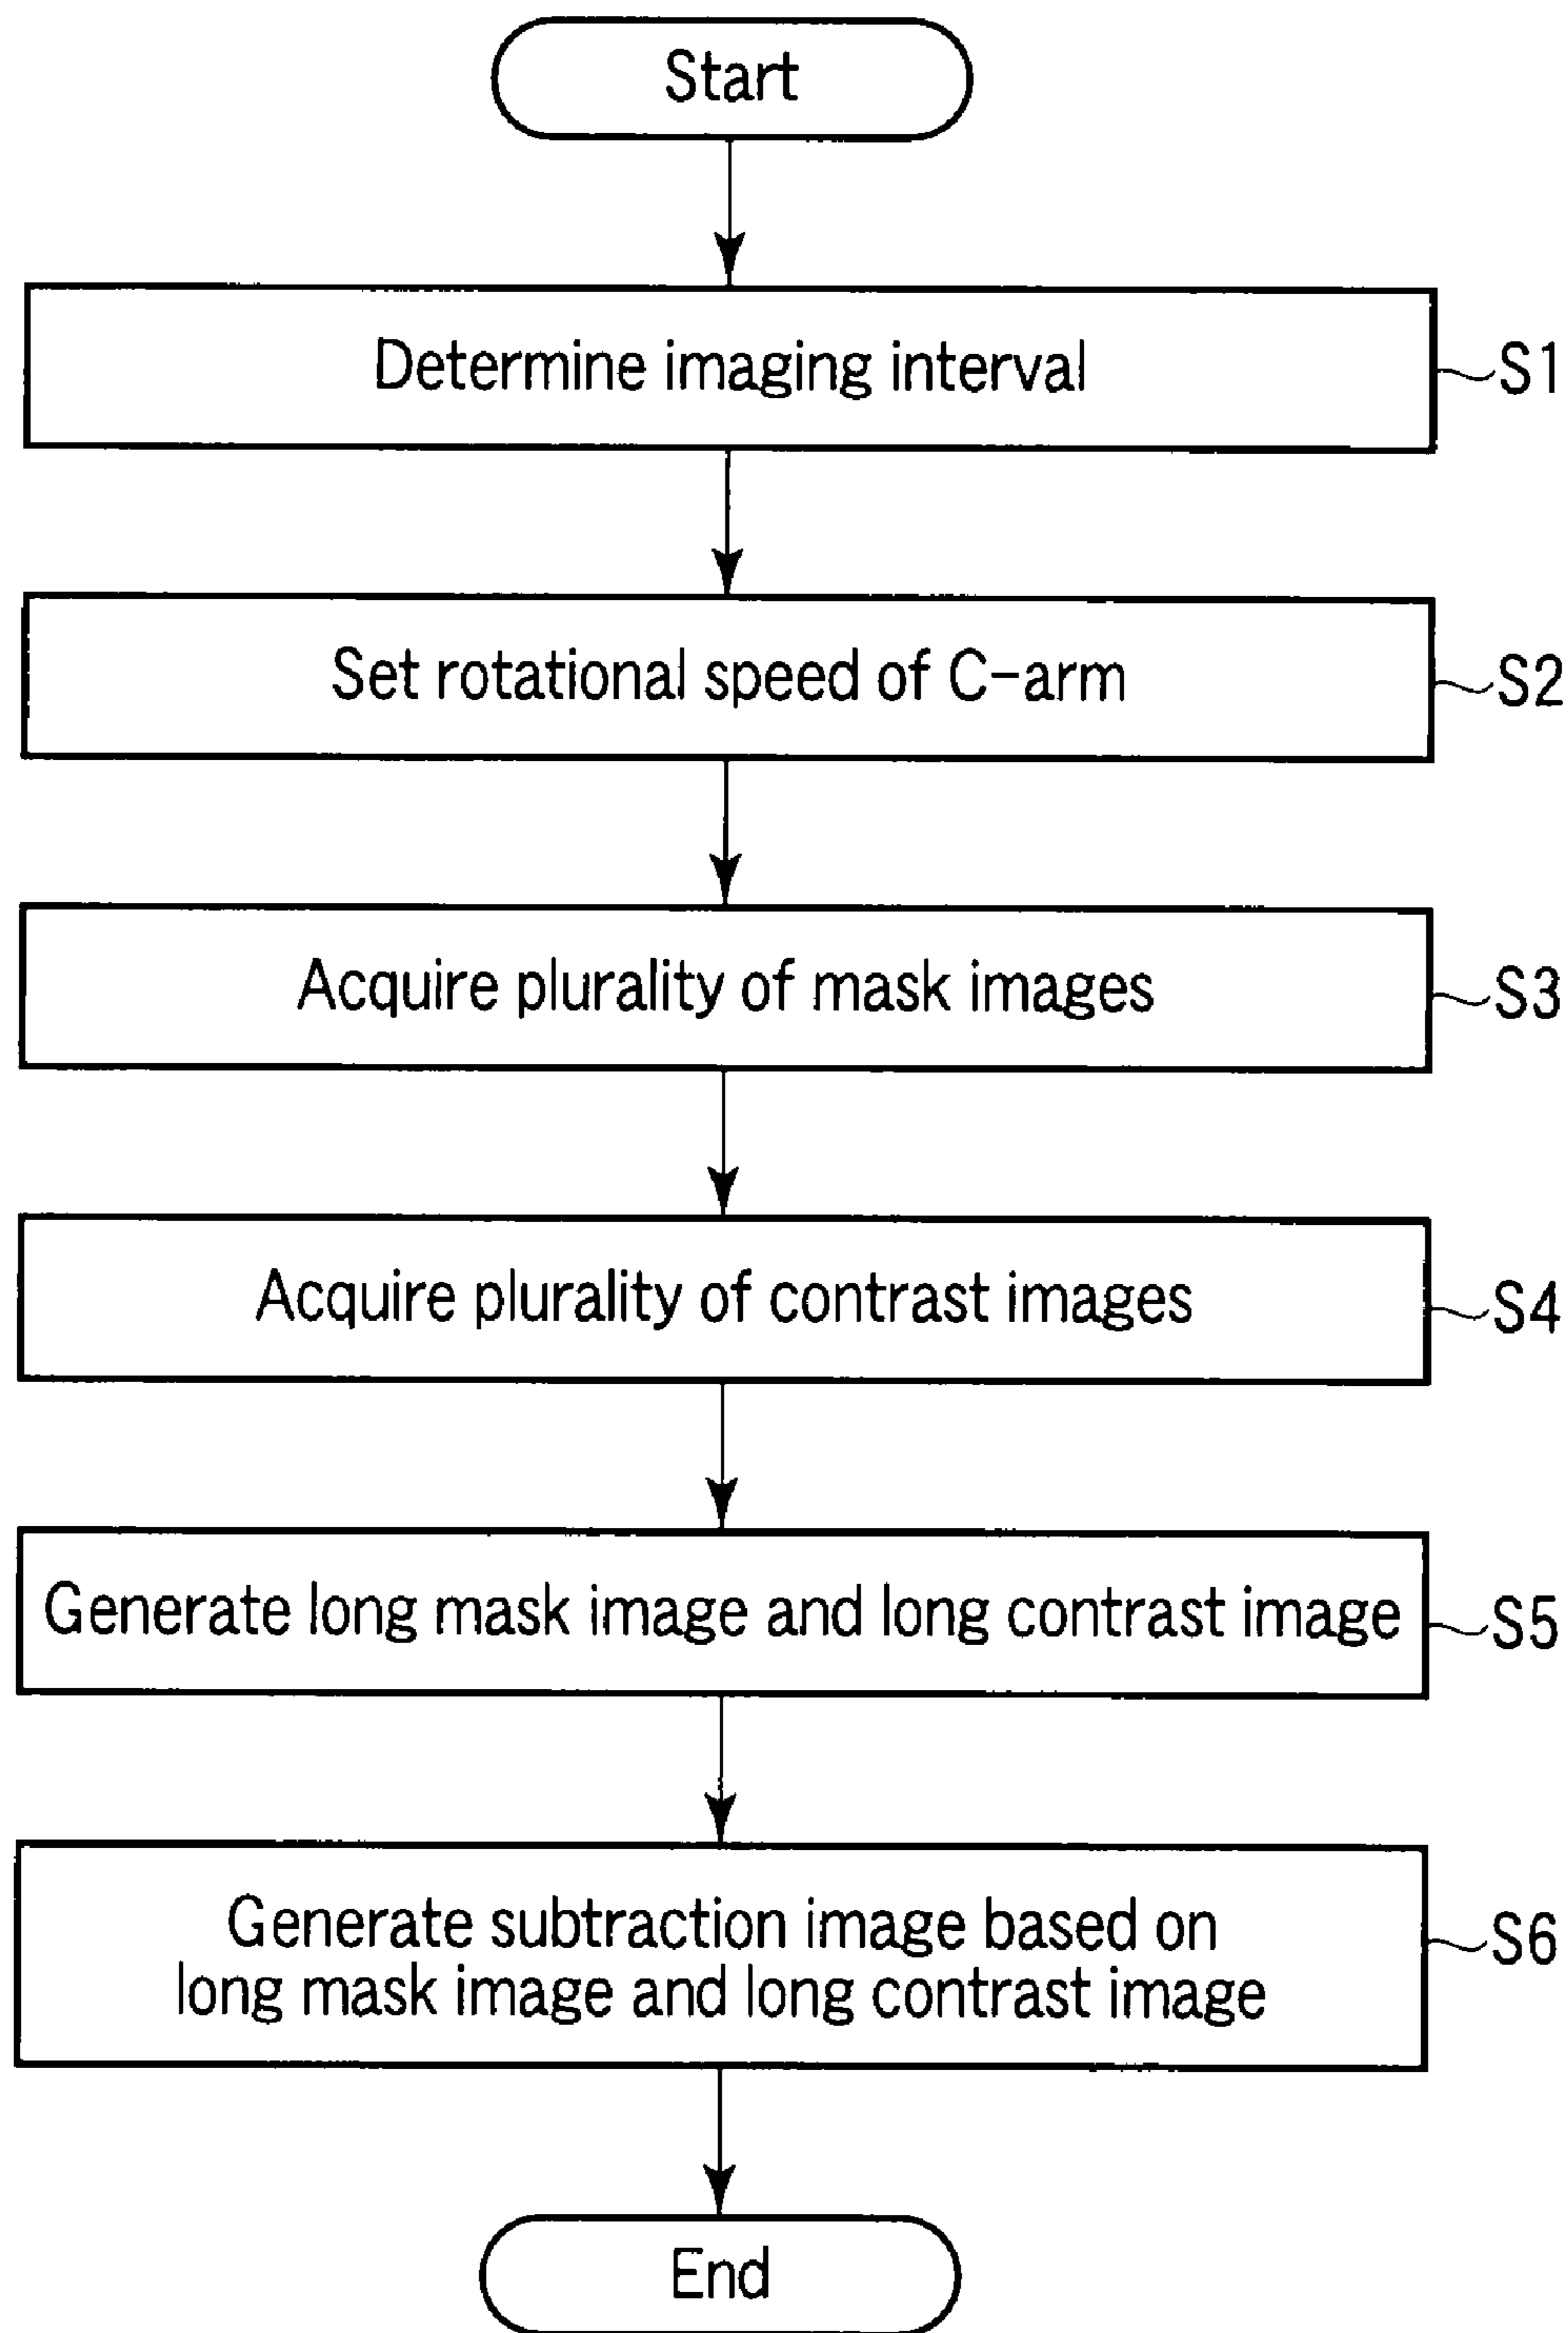 Start
Determine imaging interval
S1
Set rotational speed of C-arm
S2
Acquire plurality of mask images
S3
Acquire plurality of contrast images
S4
Generate long mask image and long contrast image
S5
Generate subtraction image based on
long mask image and long contrast image
S6
End